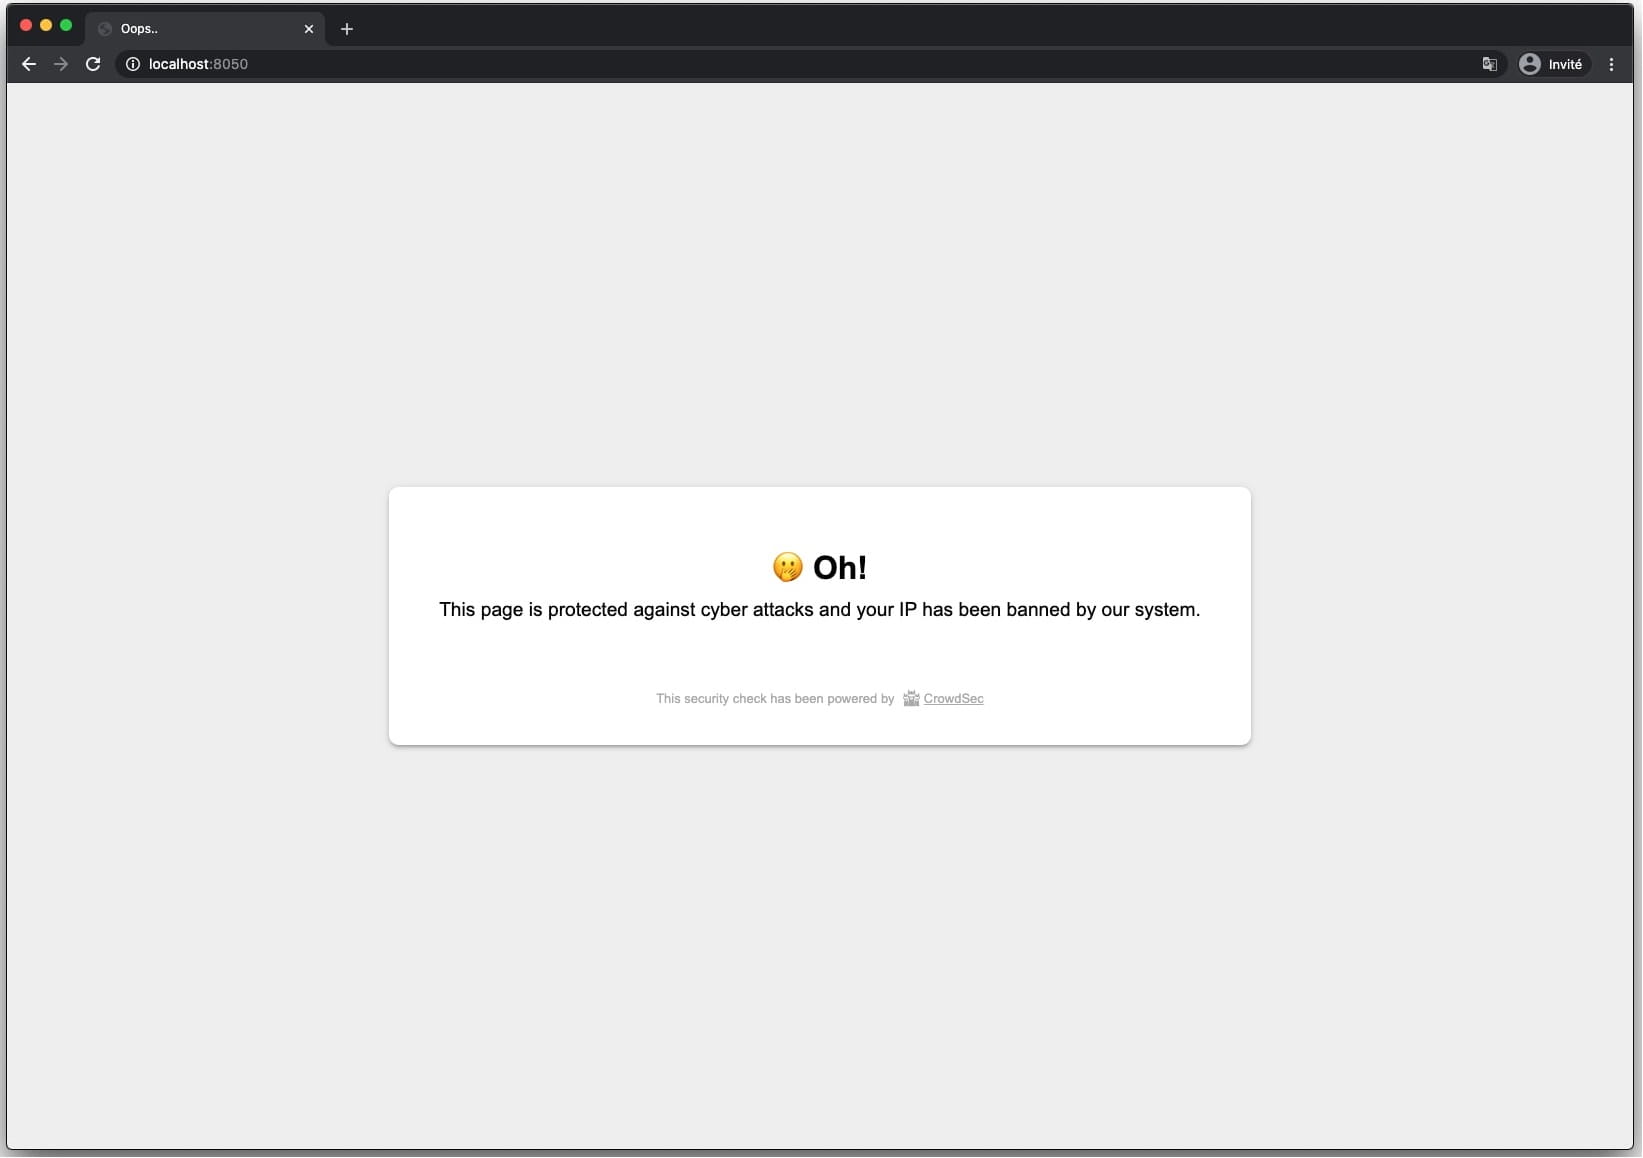 Oops..
localhost:8050
Invité
Oh!
This page is protected against cyber attacks and your IP has been banned by our system.
This security check has been powered by CrowdSec